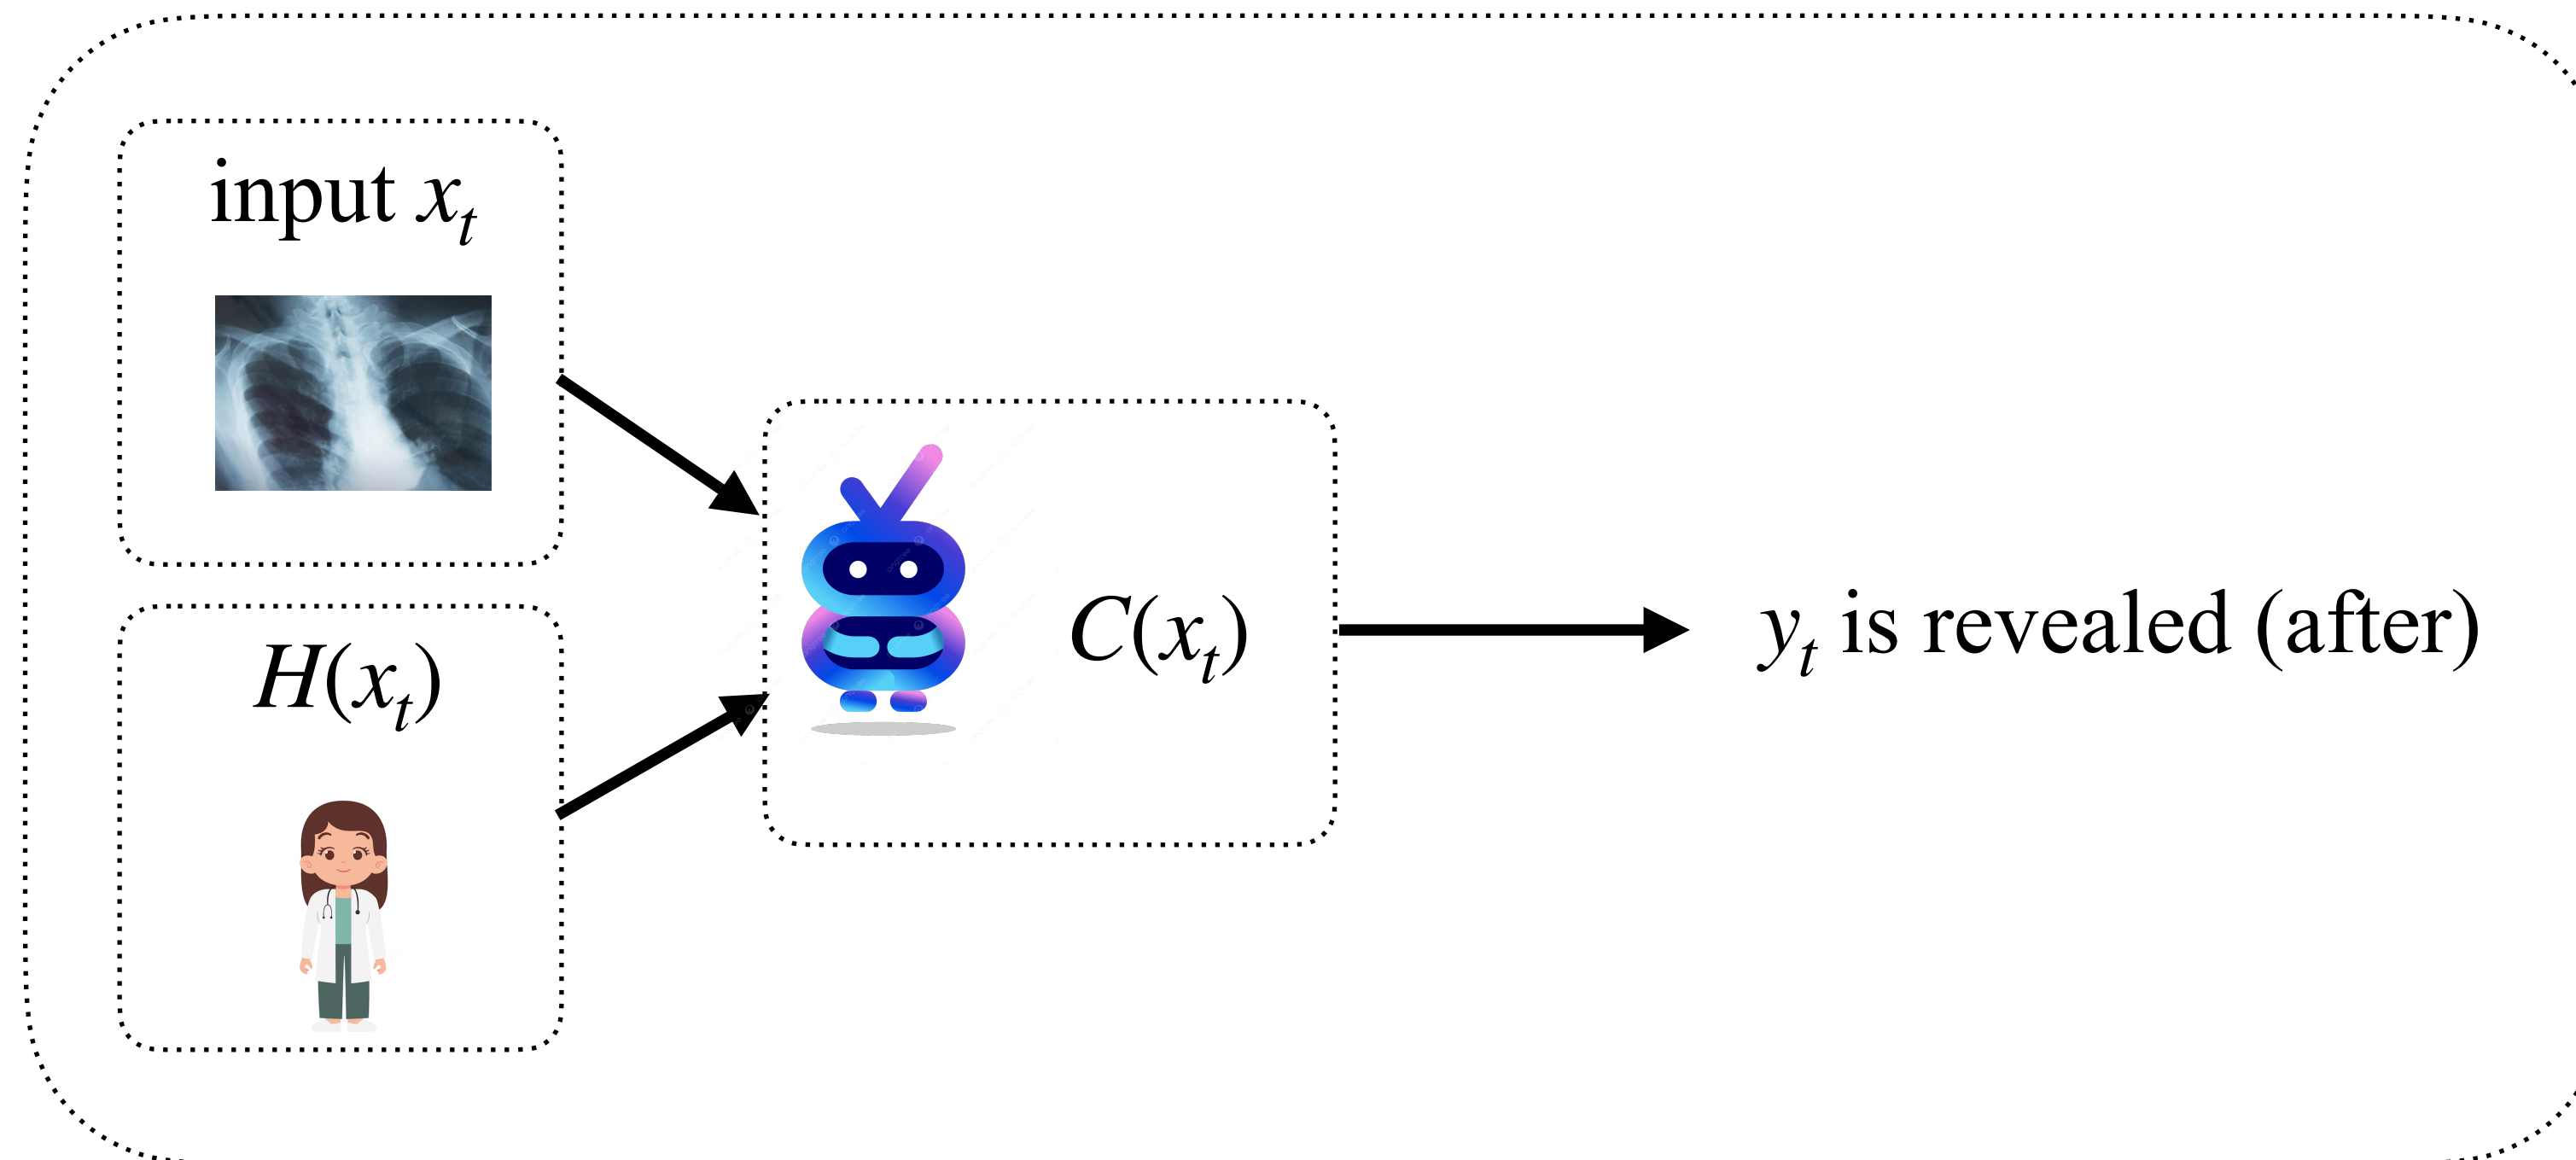 input x_t
H(x_t)
C(x_t)
y_t is revealed (after)